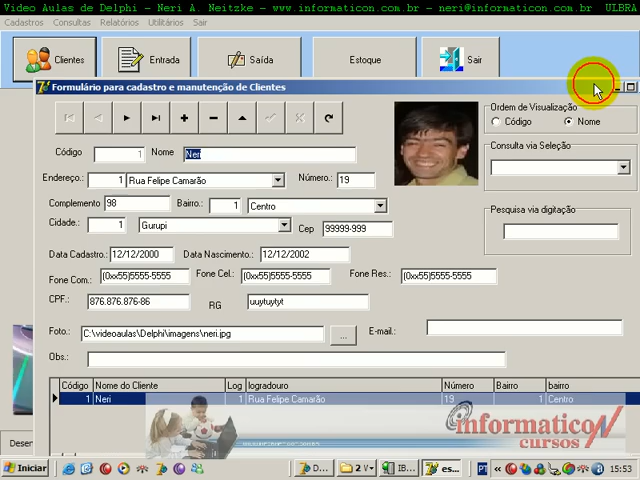 Video Aulas de Delphi - Neri A. Neitzke - www.informaticon.com.br - neri@informaticon.com.br ULBRA
Cadastros Consultas Relatórios Utilitários Sair
Clientes Entrada Saída Estoque Sair
Formulário para cadastro e manutenção de Clientes
Ordem de Visualização
Código Nome
Código 1 Nome Neri
Consulta via Seleção
Endereço.: 1 Rua Felipe Camarão Número.: 19
Complemento 98 Bairro.: 1 Centro
Pesquisa via digitação
Cidade.: 1 Gurupi Cep 99999-999
Data Cadastro.: 12/12/2000 Data Nascimento.: 12/12/2002
Fone Com.: (0xx55)5555-5555 Fone Cel.: (0xx55)5555-5555 Fone Res.: (0xx55)5555-5555
CPF.: 876.876.876-86 RG uuytuytyt
Foto.: C:\videoaulas\Delphi\imagens\neri.jpg ... E-mail.:
Obs.:
Código Nome do Cliente Log logradouro Número Bairro bairro
1 Neri 1 Rua Felipe Camarão 19 1 Centro
informaticon
cursos
Desen
Iniciar D... 2 IB... es... PT 15:53